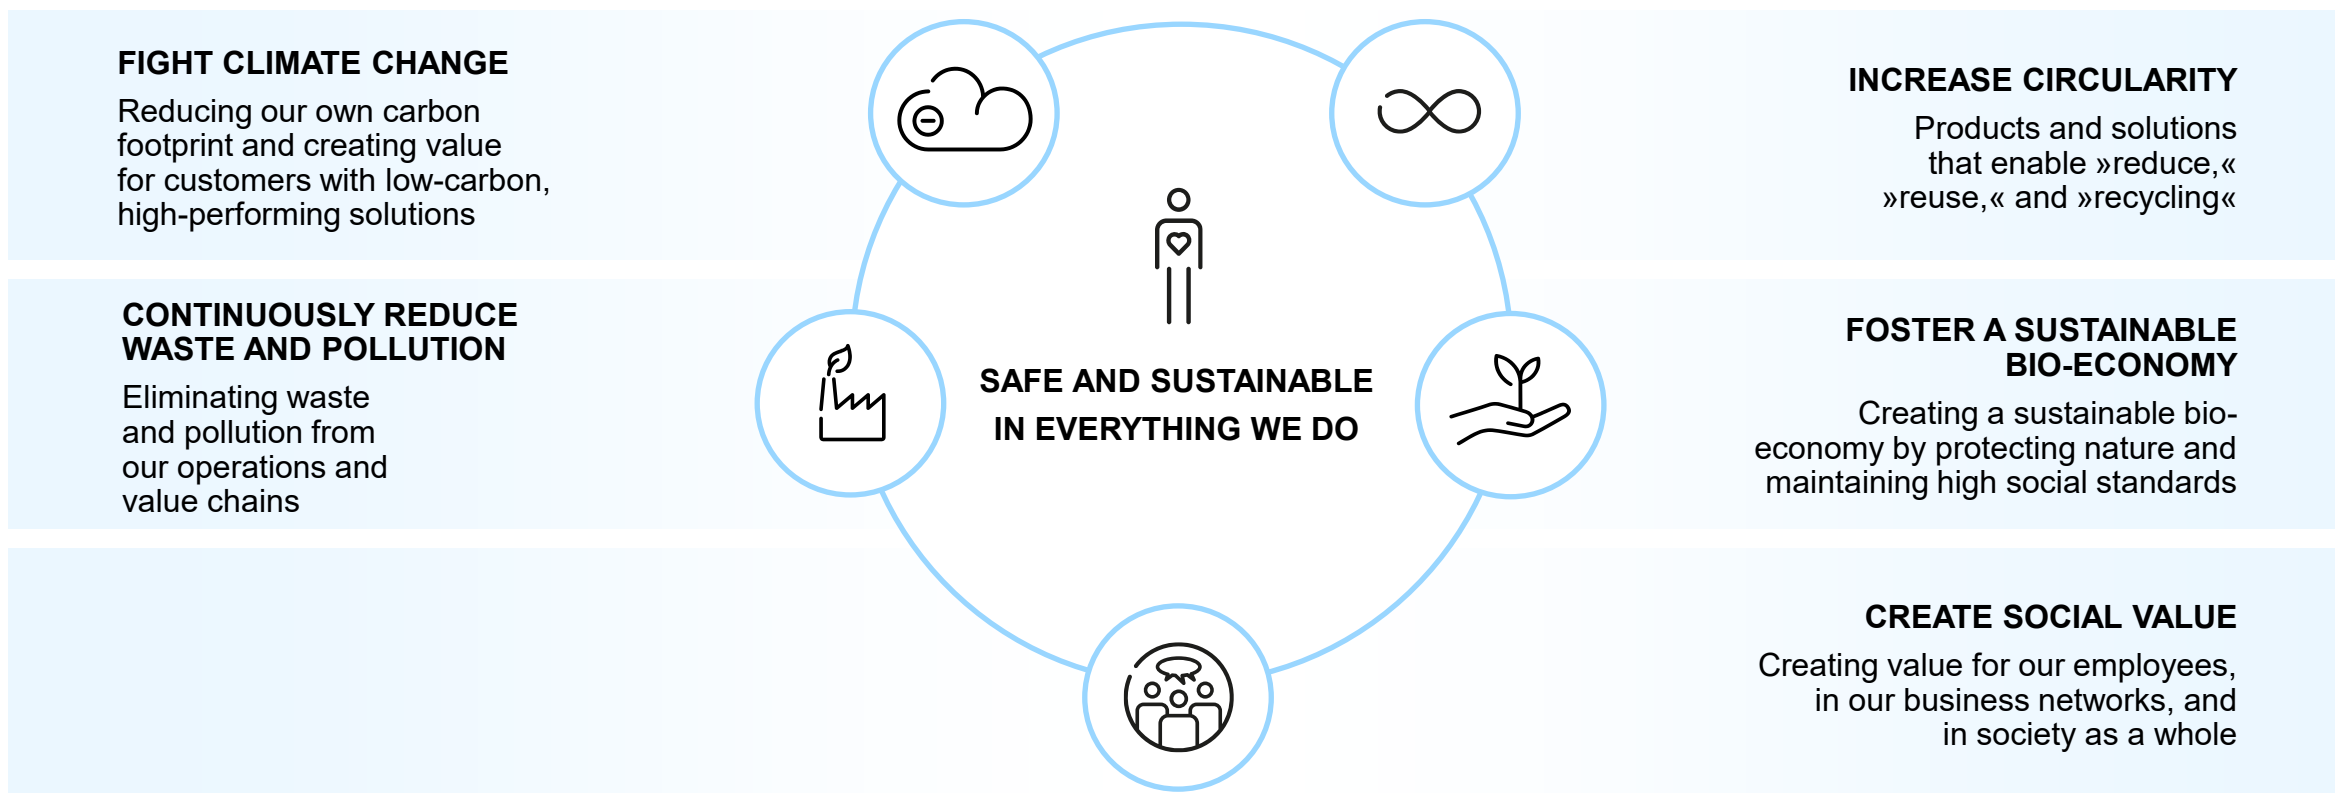 FIGHT CLIMATE CHANGE
Reducing our own carbon
footprint and creating value
for customers with low-carbon,
high-performing solutions
INCREASE CIRCULARITY
Products and solutions
that enable »reduce,«
»reuse,« and »recycling«
CONTINUOUSLY REDUCE
WASTE AND POLLUTION
Eliminating waste
and pollution from
our operations and
value chains
SAFE AND SUSTAINABLE
IN EVERYTHING WE DO
FOSTER A SUSTAINABLE
BIO-ECONOMY
Creating a sustainable bio-
economy by protecting nature and
maintaining high social standards
CREATE SOCIAL VALUE
Creating value for our employees,
in our business networks, and
in society as a whole